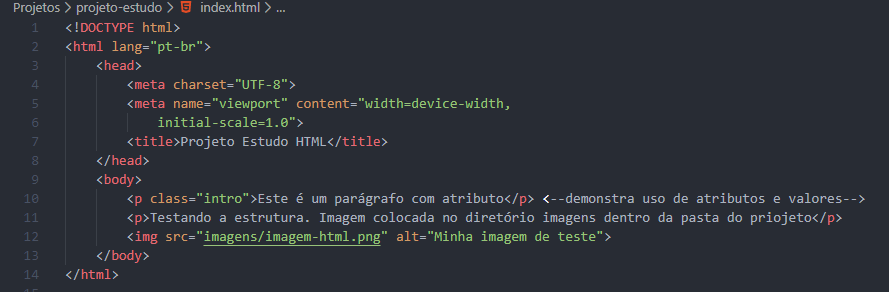 Projetos > projeto-estudo > index.html > ...
1 <!DOCTYPE html>
2 <html lang="pt-br">
3 <head>
4 <meta charset="UTF-8">
5 <meta name="viewport" content="width=device-width,
6 initial-scale=1.0">
7 <title>Projeto Estudo HTML</title>
8 </head>
9 <body>
10 <p class="intro">Este é um parágrafo com atributo</p> <--demonstra uso de atributos e valores-->
11 <p>Testando a estrutura. Imagem colocada no diretório imagens dentro da pasta do priojeto</p>
12 <img src="imagens/imagem-html.png" alt="Minha imagem de teste">
13 </body>
14 </html>
15